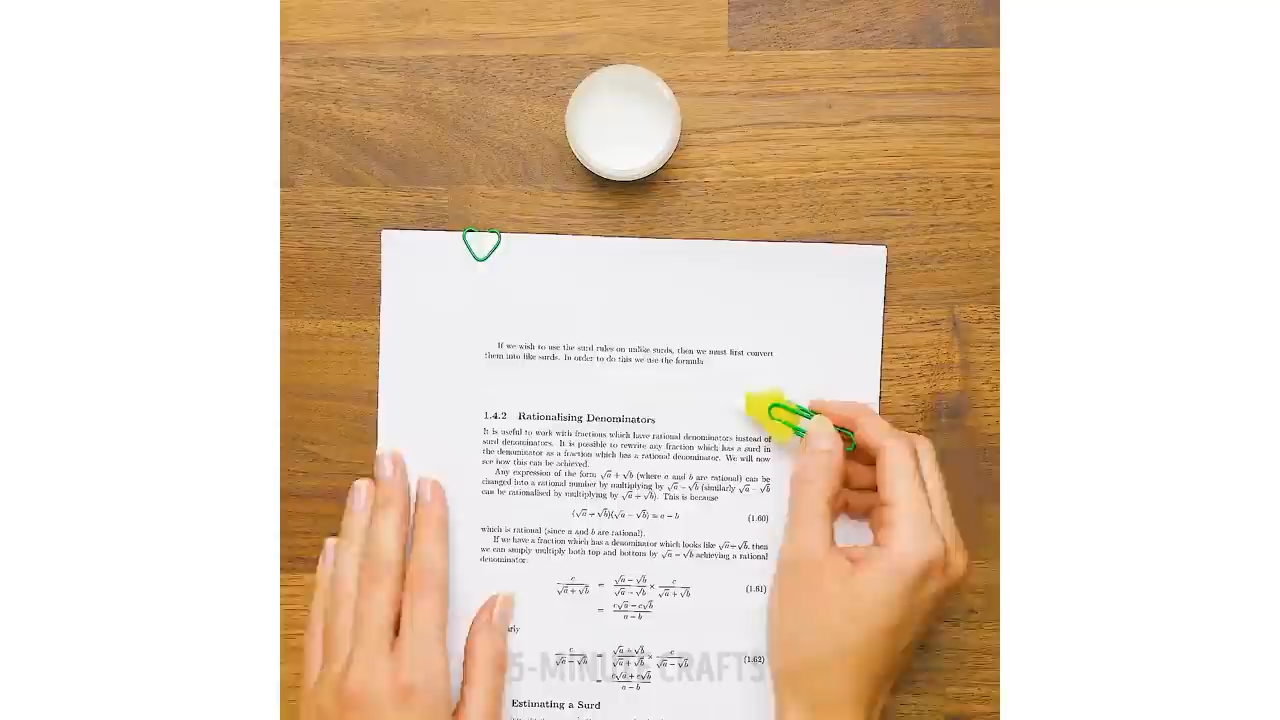 If we wish to use the surd rules on unlike surds, then we must first convert
them into like surds. In order to do this we use the formula
1.4.2 Rationalising Denominators
It is useful to work with fractions which have rational denominators instead of
surd denominators. It is possible to rewrite any fraction which has a surd in
the denominator as a fraction which has a rational denominator. We will now
see how this can be achieved.
Any expression of the form √a + √b (where a and b are rational) can be
changed into a rational number by multiplying by √a − √b (similarly √a − √b
can be rationalised by multiplying by √a + √b). This is because
(√a + √b)(√a − √b) = a − b (1.60)
which is rational (since a and b are rational).
If we have a fraction which has a denominator which looks like √a+√b, then
we can simply multiply both top and bottom by √a − √b achieving a rational
denominator.
c/(√a + √b) = (√a − √b)/(√a − √b) × c/(√a + √b) (1.61)
= (c√a − c√b)/(a − b)
arly
c/(√a − √b) = (√a + √b)/(√a + √b) × c/(√a − √b) (1.62)
= (c√a + c√b)/(a − b)
5-MINUTE CRAFTS
Estimating a Surd